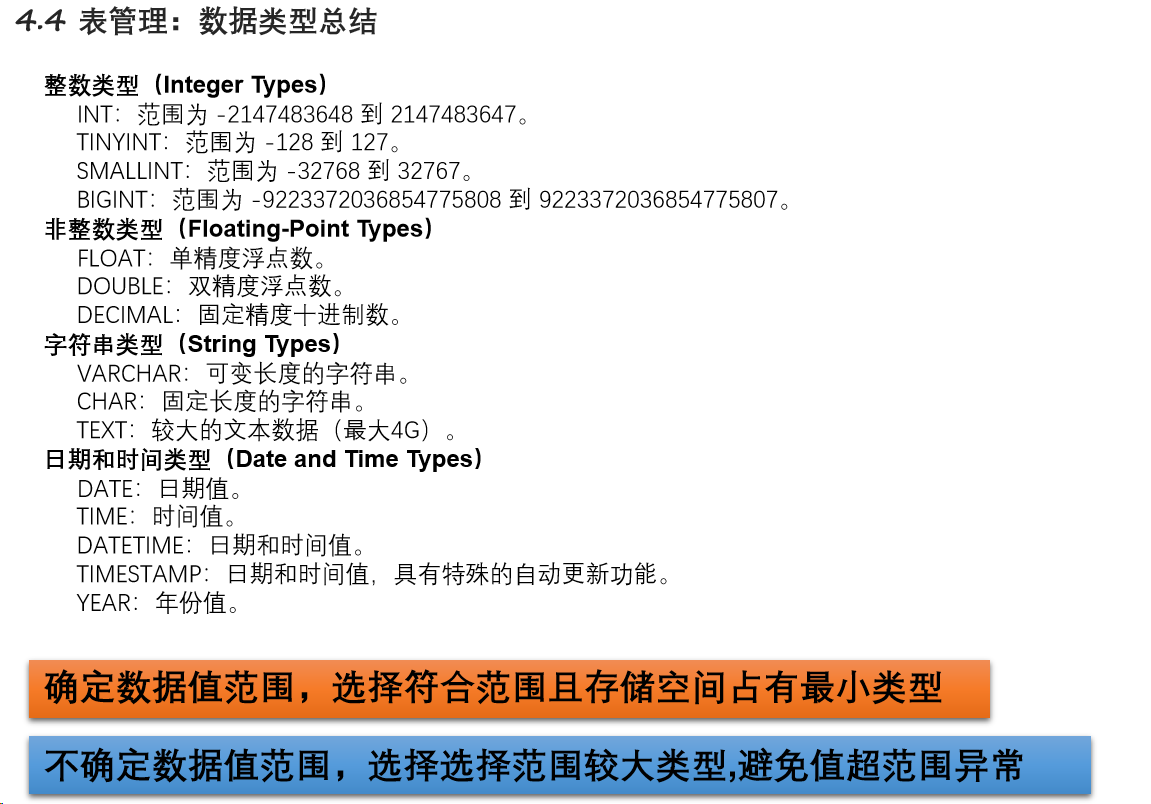 4.4 表管理：数据类型总结
整数类型（Integer Types）
INT：范围为 -2147483648 到 2147483647。
TINYINT：范围为 -128 到 127。
SMALLINT：范围为 -32768 到 32767。
BIGINT：范围为 -9223372036854775808 到 9223372036854775807。
非整数类型（Floating-Point Types）
FLOAT：单精度浮点数。
DOUBLE：双精度浮点数。
DECIMAL：固定精度十进制数。
字符串类型（String Types）
VARCHAR：可变长度的字符串。
CHAR：固定长度的字符串。
TEXT：较大的文本数据（最大4G）。
日期和时间类型（Date and Time Types）
DATE：日期值。
TIME：时间值。
DATETIME：日期和时间值。
TIMESTAMP：日期和时间值，具有特殊的自动更新功能。
YEAR：年份值。
确定数据值范围，选择符合范围且存储空间占有最小类型
不确定数据值范围，选择选择范围较大类型,避免值超范围异常